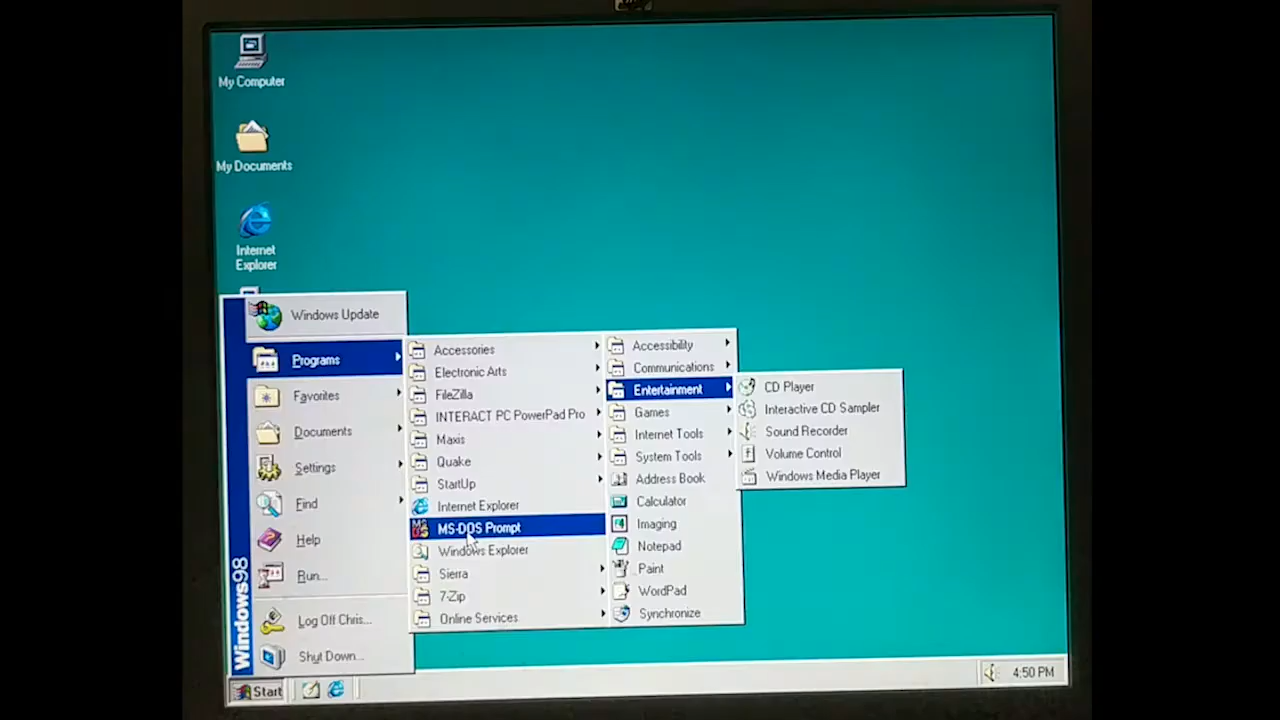 My Computer
My Documents
Internet
Explorer
Windows Update
Programs
Favorites
Documents
Settings
Find
Help
Run...
Log Off Chris...
Shut Down...
Windows98
Accessories
Electronic Arts
FileZilla
INTERACT PC PowerPad Pro
Maxis
Quake
StartUp
Internet Explorer
MS-DOS Prompt
Windows Explorer
Sierra
7-Zip
Online Services
Accessibility
Communications
Entertainment
Games
Internet Tools
System Tools
Address Book
Calculator
Imaging
Notepad
Paint
WordPad
Synchronize
CD Player
Interactive CD Sampler
Sound Recorder
Volume Control
Windows Media Player
Start
4:50 PM